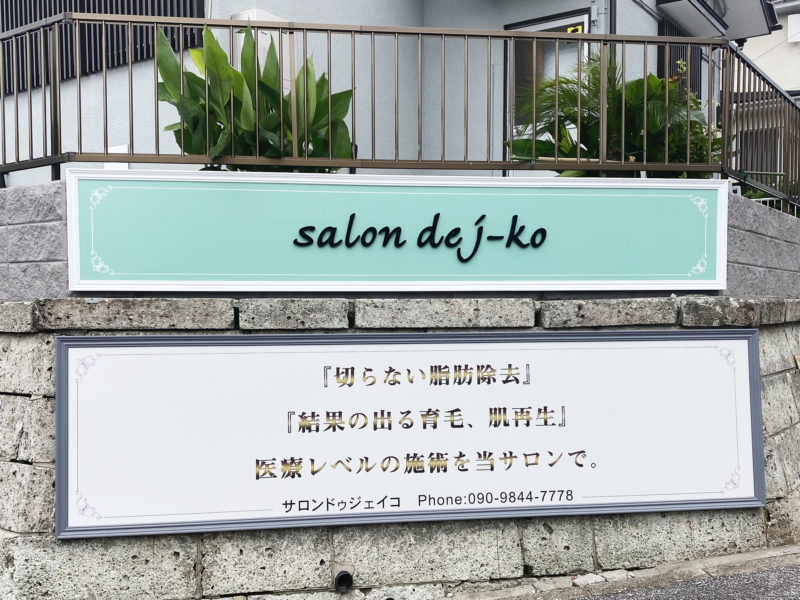 salon de j-ko
『切らない脂肪除去』
『結果の出る育毛、肌再生』
医療レベルの施術を当サロンで。
サロンドゥジェイコ Phone:090-9844-7778